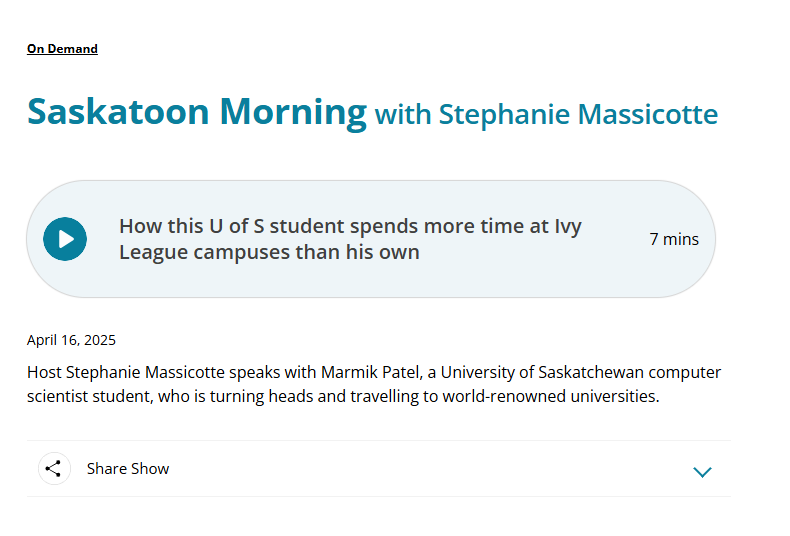 On Demand
Saskatoon Morning with Stephanie Massicotte
How this U of S student spends more time at Ivy
League campuses than his own
7 mins
April 16, 2025
Host Stephanie Massicotte speaks with Marmik Patel, a University of Saskatchewan computer
scientist student, who is turning heads and travelling to world-renowned universities.
Share Show